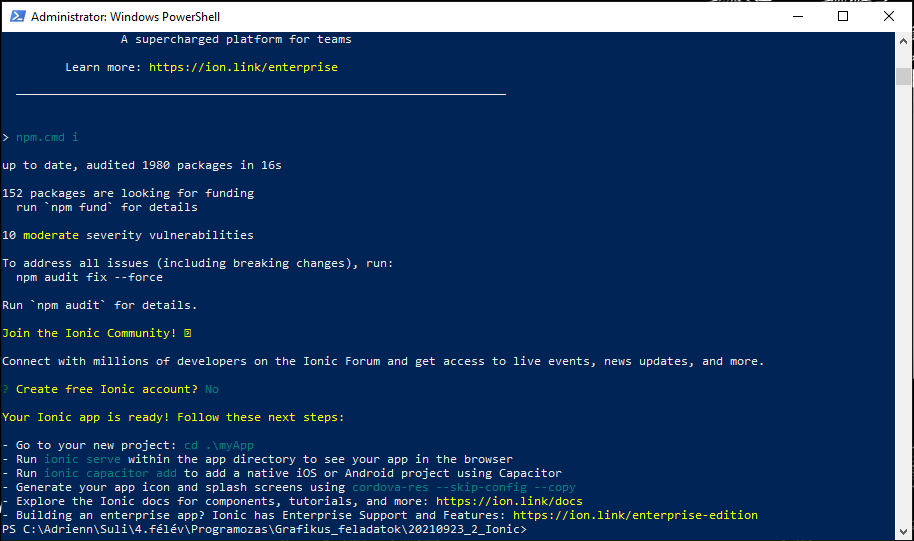 Administrator: Windows PowerShell
A supercharged platform for teams
Learn more: https://ion.link/enterprise
> npm.cmd i
up to date, audited 1980 packages in 16s
152 packages are looking for funding
run `npm fund` for details
10 moderate severity vulnerabilities
To address all issues (including breaking changes), run:
npm audit fix --force
Run `npm audit` for details.
Join the Ionic Community!
Connect with millions of developers on the Ionic Forum and get access to live events, news updates, and more.
? Create free Ionic account? No
Your Ionic app is ready! Follow these next steps:
- Go to your new project: cd .\myApp
- Run ionic serve within the app directory to see your app in the browser
- Run ionic capacitor add to add a native iOS or Android project using Capacitor
- Generate your app icon and splash screens using cordova-res --skip-config --copy
- Explore the Ionic docs for components, tutorials, and more: https://ion.link/docs
- Building an enterprise app? Ionic has Enterprise Support and Features: https://ion.link/enterprise-edition
PS C:\Adrienn\Suli\4.félév\Programozas\Grafikus_feladatok\20210923_2_Ionic>